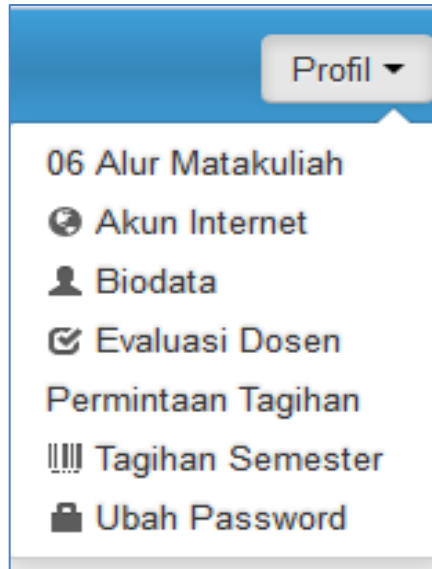 Profil
06 Alur Matakuliah
Akun Internet
Biodata
Evaluasi Dosen
Permintaan Tagihan
Tagihan Semester
Ubah Password